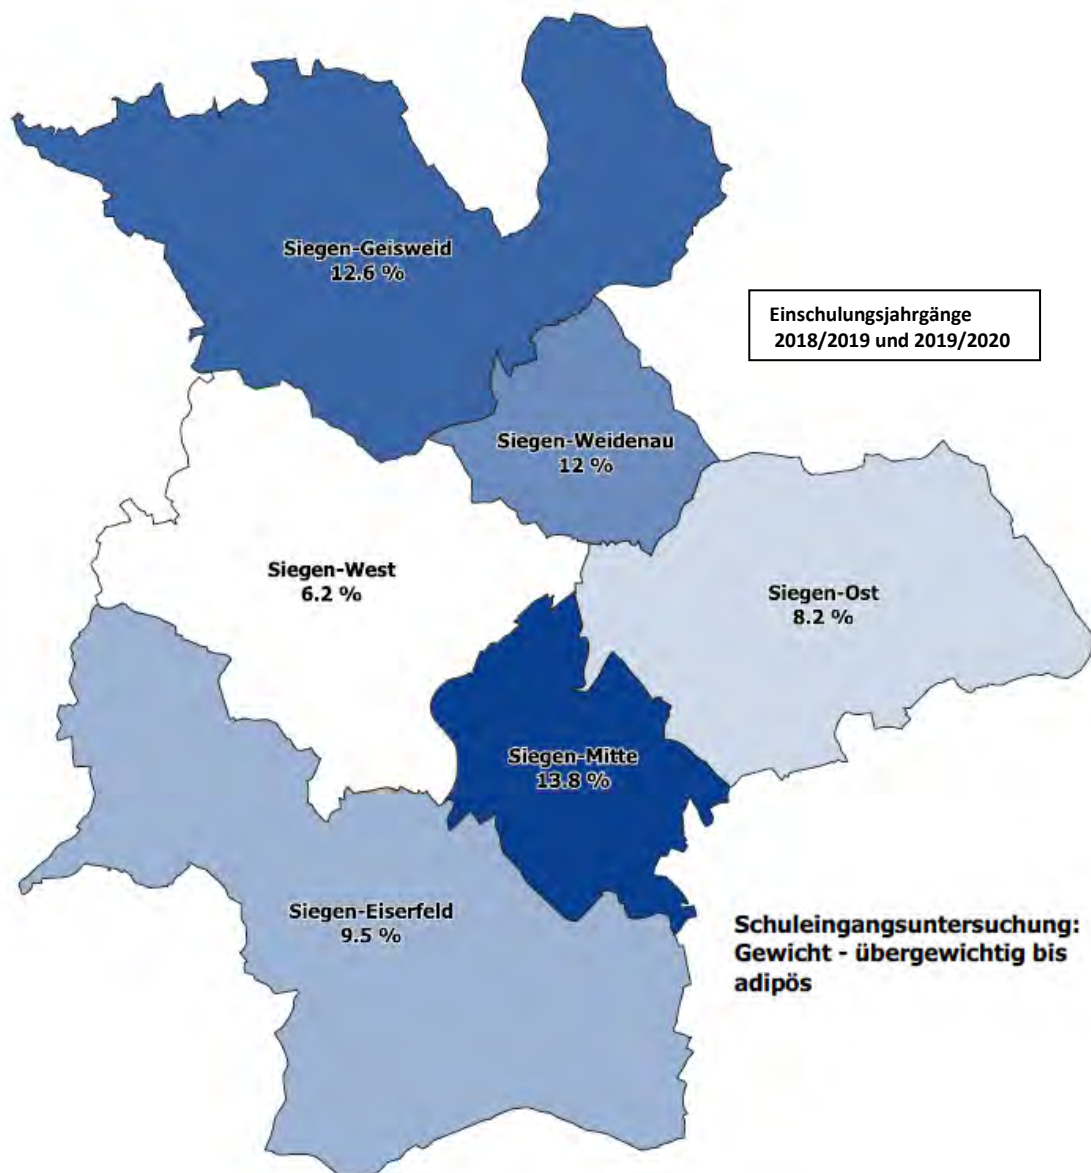 Siegen-Geisweid
12.6 %
Einschulungsjahrgänge
2018/2019 und 2019/2020
Siegen-Weidenau
12 %
Siegen-West
6.2 %
Siegen-Ost
8.2 %
Siegen-Mitte
13.8 %
Siegen-Eiserfeld
9.5 %
Schuleingangsuntersuchung:
Gewicht - übergewichtig bis
adipös